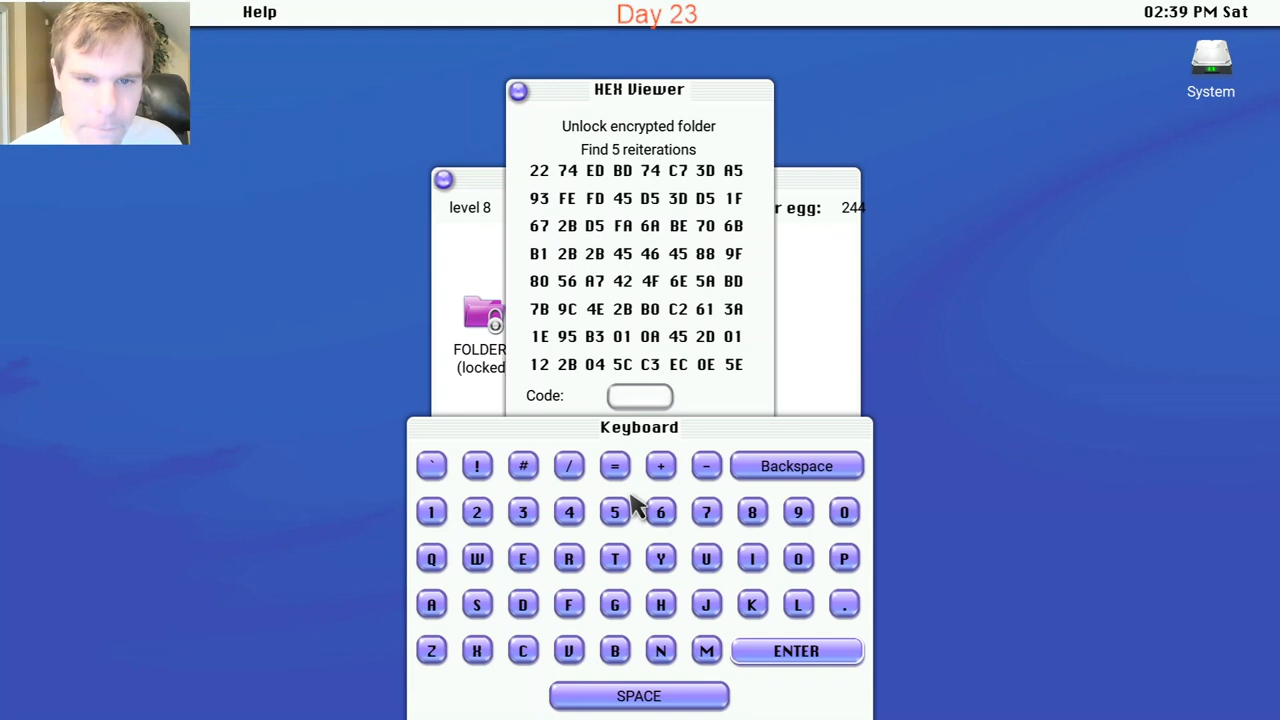 Help
Day 23
02:39 PM Sat
System
HEX Viewer
Unlock encrypted folder
Find 5 reiterations
22 74 ED BD 74 C7 3D A5
93 FE FD 45 D5 3D D5 1F
67 2B D5 FA 6A BE 70 6B
B1 2B 2B 45 46 45 88 9F
80 56 A7 42 4F 6E 5A BD
7B 9C 4E 2B B0 C2 61 3A
1E 95 B3 01 0A 45 2D 01
12 2B 04 5C C3 EC 0E 5E
Code:
level 8
r egg: 244
FOLDER
(locked
Keyboard
` ! # / = + - Backspace
1 2 3 4 5 6 7 8 9 0
Q W E R T Y U I O P
A S D F G H J K L .
Z X C V B N M ENTER
SPACE